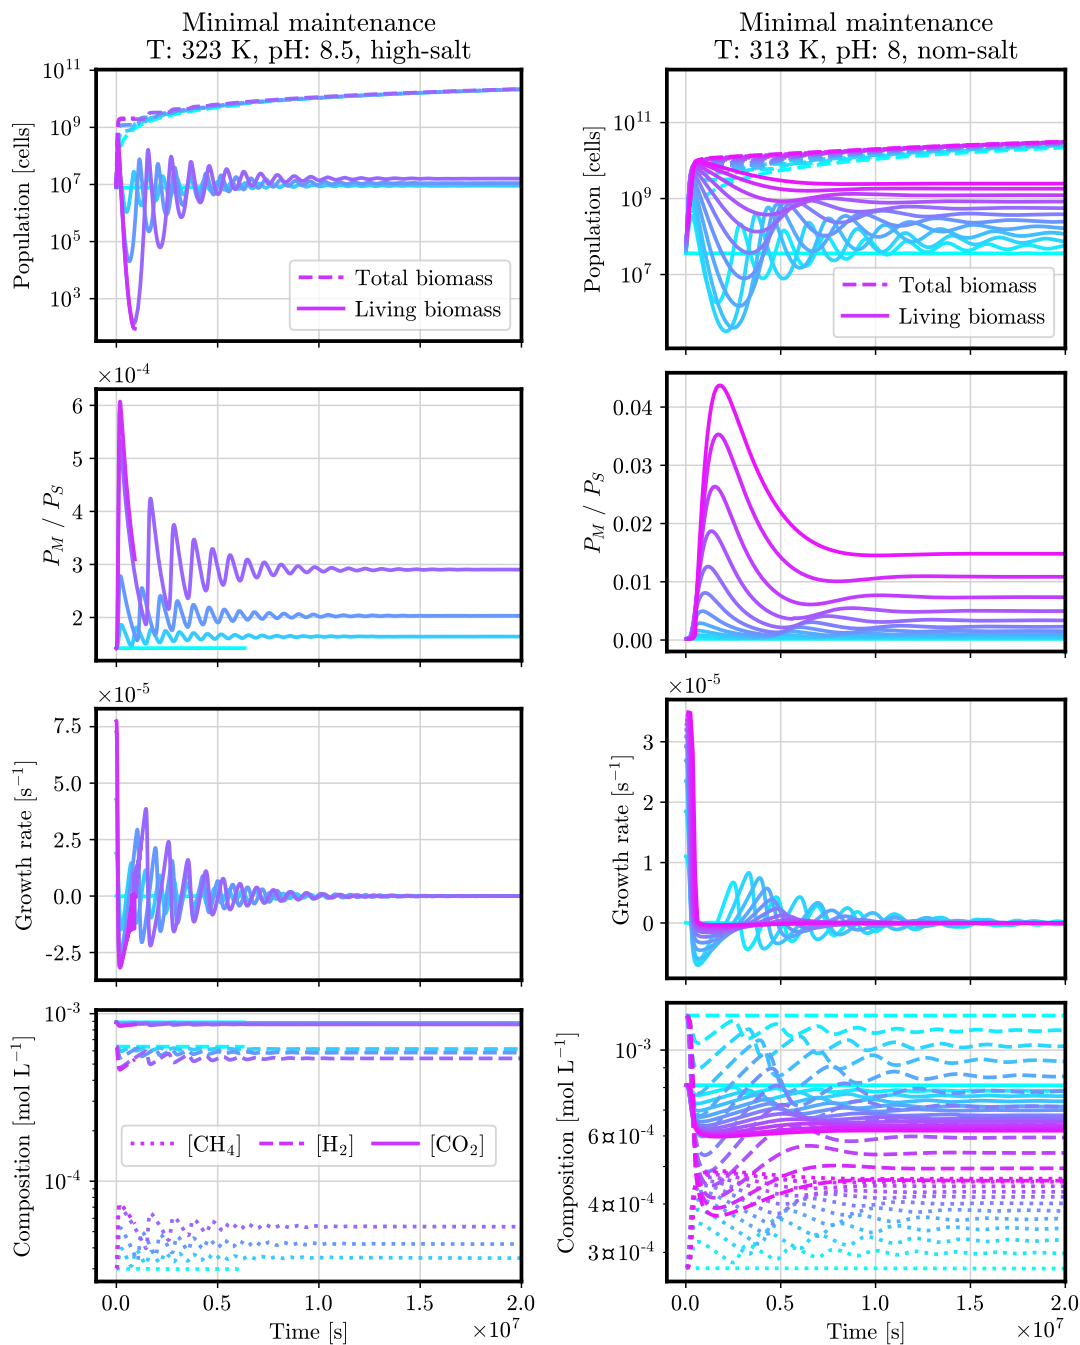 Minimal maintenance
T: 323 K, pH: 8.5, high-salt
Population [cells]
10^11
10^9
10^7
10^5
10^3
Total biomass
Living biomass
×10^-4
P_M / P_S
6
5
4
3
2
×10^-5
Growth rate [s^−1]
7.5
5.0
2.5
0.0
-2.5
Composition [mol L^−1]
10^-3
10^-4
[CH_4]
[H_2]
[CO_2]
0.0
0.5
1.0
1.5
2.0
Time [s]
×10^7
Minimal maintenance
T: 313 K, pH: 8, nom-salt
Population [cells]
10^11
10^9
10^7
Total biomass
Living biomass
P_M / P_S
0.04
0.03
0.02
0.01
0.00
×10^-5
Growth rate [s^−1]
3
2
1
0
Composition [mol L^−1]
10^-3
6¤10^-4
4¤10^-4
3¤10^-4
0.0
0.5
1.0
1.5
2.0
Time [s]
×10^7